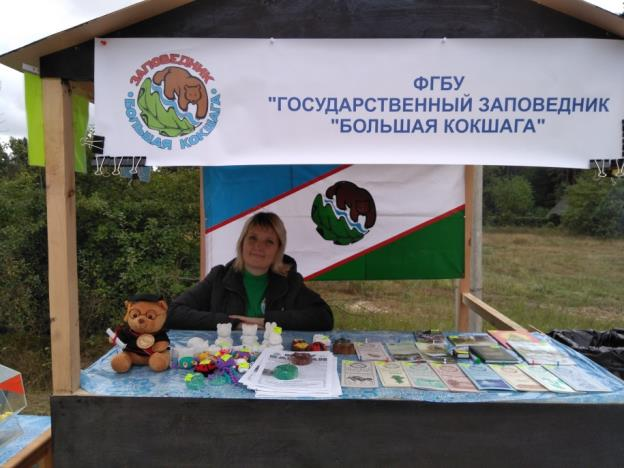 ЗАПОВЕДНИК
"БОЛЬШАЯ КОКШАГА"
ФГБУ
"ГОСУДАРСТВЕННЫЙ ЗАПОВЕДНИК
"БОЛЬШАЯ КОКШАГА"